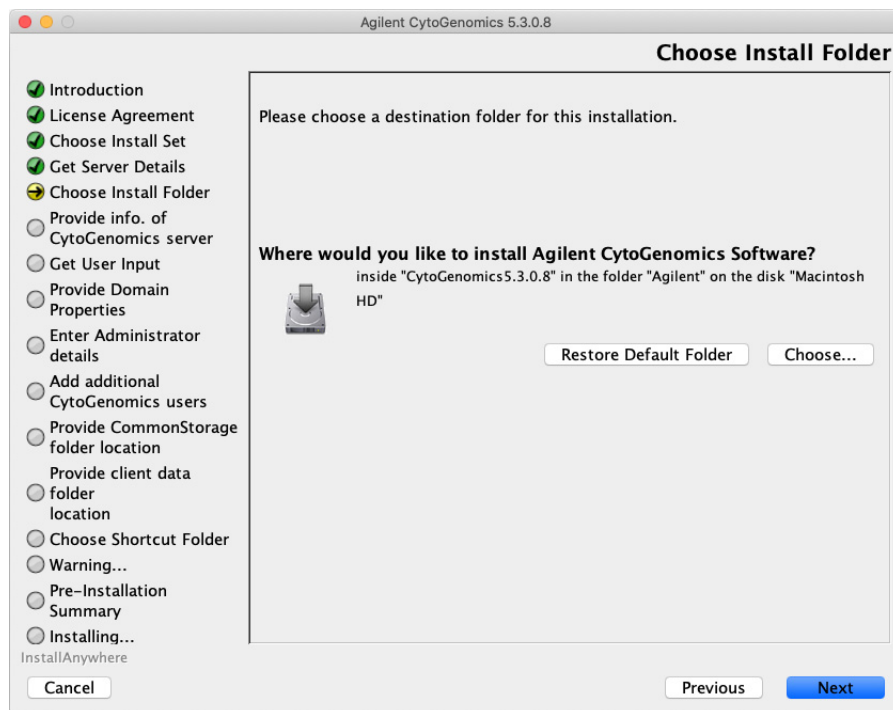 Agilent CytoGenomics 5.3.0.8
Choose Install Folder
Introduction
License Agreement
Choose Install Set
Get Server Details
Choose Install Folder
Provide info. of
CytoGenomics server
Get User Input
Provide Domain
Properties
Enter Administrator
details
Add additional
CytoGenomics users
Provide CommonStorage
folder location
Provide client data
folder
location
Choose Shortcut Folder
Warning...
Pre-Installation
Summary
Installing...
Please choose a destination folder for this installation.
Where would you like to install Agilent CytoGenomics Software?
inside "CytoGenomics5.3.0.8" in the folder "Agilent" on the disk "Macintosh
HD"
Restore Default Folder
Choose...
InstallAnywhere
Cancel
Previous
Next